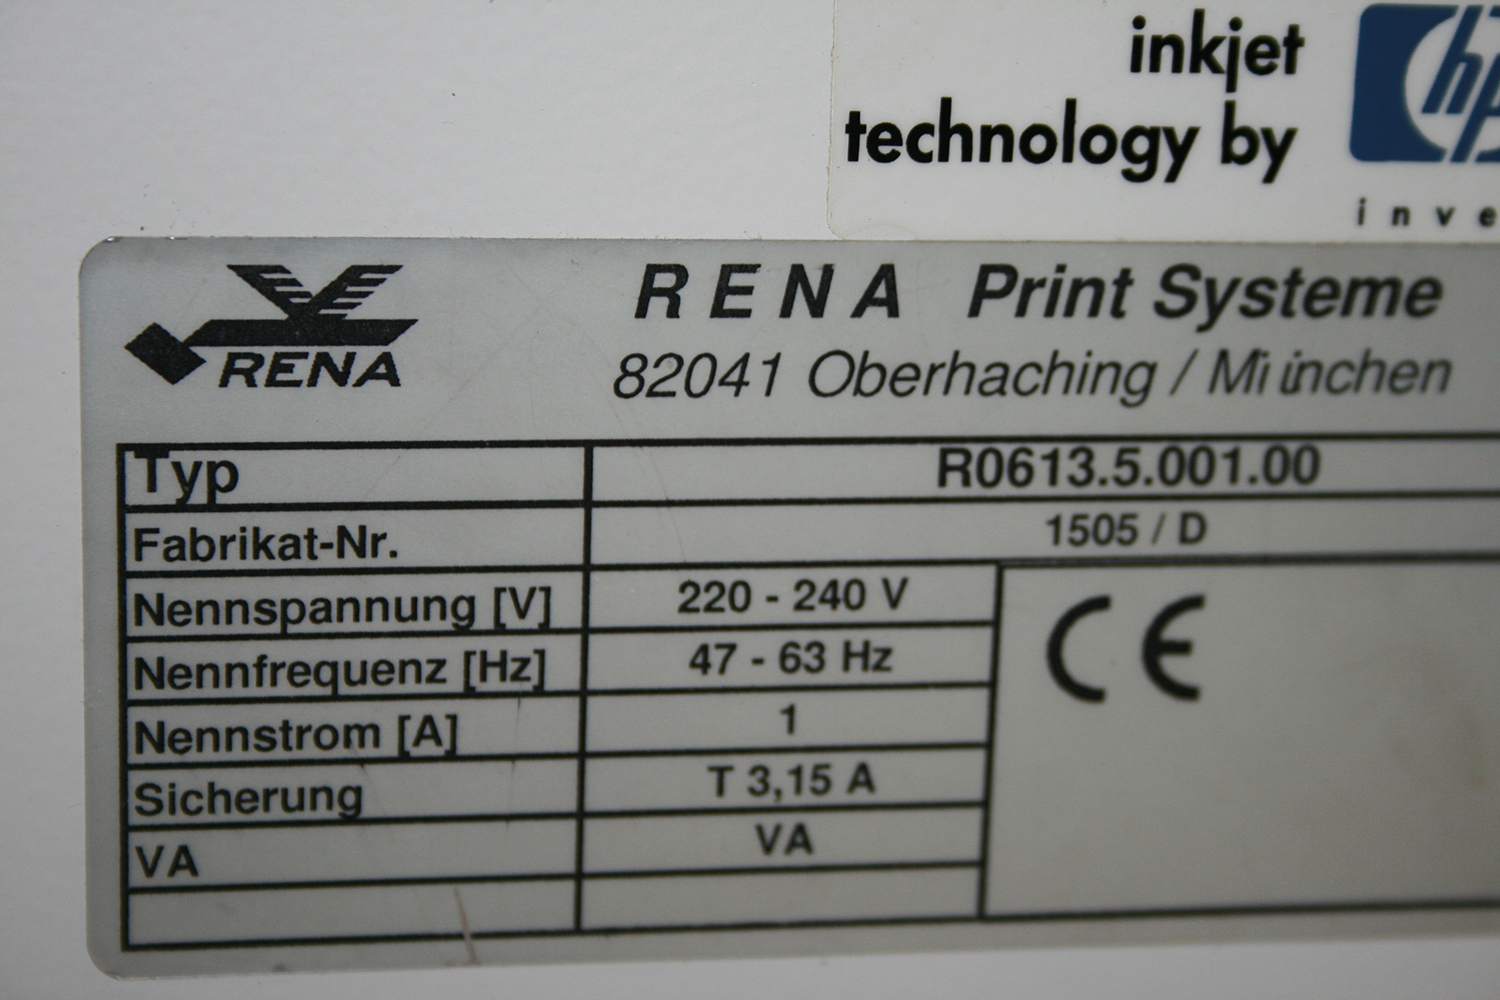 inkjet
technology by hp
inve
RENA
RENA Print Systeme
82041 Oberhaching / München
Typ R0613.5.001.00
Fabrikat-Nr. 1505 / D
Nennspannung [V] 220 - 240 V
Nennfrequenz [Hz] 47 - 63 Hz
Nennstrom [A] 1
Sicherung T 3,15 A
VA VA
CE